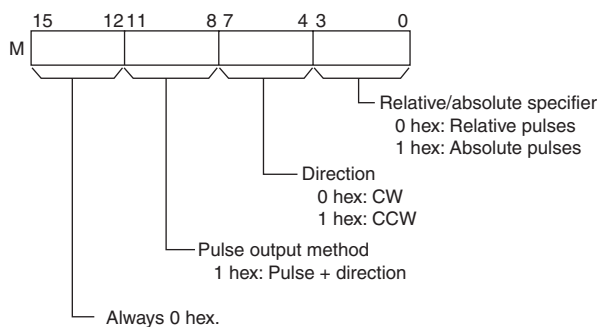 15 12 11 8 7 4 3 0
M
Relative/absolute specifier
0 hex: Relative pulses
1 hex: Absolute pulses
Direction
0 hex: CW
1 hex: CCW
Pulse output method
1 hex: Pulse + direction
Always 0 hex.